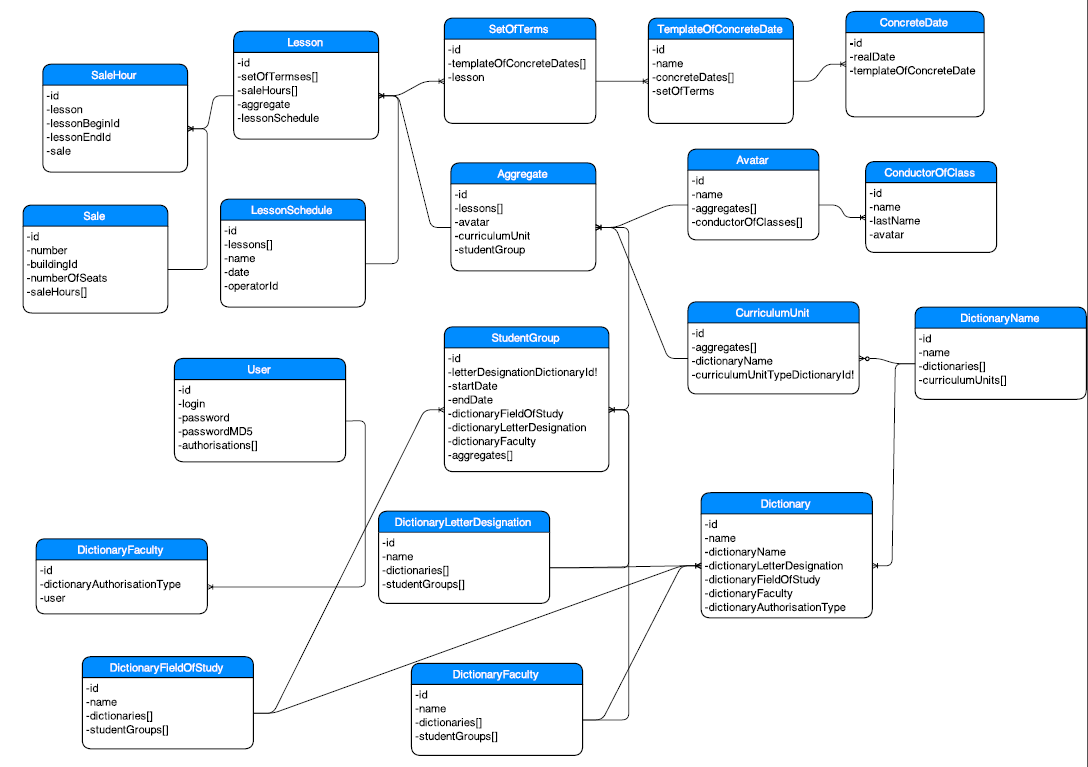 SaleHour
-id
-lesson
-lessonBeginId
-lessonEndId
-sale
Lesson
-id
-setOfTermses[]
-saleHours[]
-aggregate
-lessonSchedule
SetOfTerms
-id
-templateOfConcreteDates[]
-lesson
TemplateOfConcreteDate
-id
-name
-concreteDates[]
-setOfTerms
ConcreteDate
-id
-realDate
-templateOfConcreteDate
Sale
-id
-number
-buildingId
-numberOfSeats
-saleHours[]
LessonSchedule
-id
-lessons[]
-name
-date
-operatorId
Aggregate
-id
-lessons[]
-avatar
-curriculumUnit
-studentGroup
Avatar
-id
-name
-aggregates[]
-conductorOfClasses[]
ConductorOfClass
-id
-name
-lastName
-avatar
User
-id
-login
-password
-passwordMD5
-authorisations[]
StudentGroup
-id
-letterDesignationDictionaryId!
-startDate
-endDate
-dictionaryFieldOfStudy
-dictionaryLetterDesignation
-dictionaryFaculty
-aggregates[]
CurriculumUnit
-id
-aggregates[]
-dictionaryName
-curriculumUnitTypeDictionaryId!
DictionaryName
-id
-name
-dictionaries[]
-curriculumUnits[]
DictionaryFaculty
-id
-dictionaryAuthorisationType
-user
DictionaryLetterDesignation
-id
-name
-dictionaries[]
-studentGroups[]
Dictionary
-id
-name
-dictionaryName
-dictionaryLetterDesignation
-dictionaryFieldOfStudy
-dictionaryFaculty
-dictionaryAuthorisationType
DictionaryFieldOfStudy
-id
-name
-dictionaries[]
-studentGroups[]
DictionaryFaculty
-id
-name
-dictionaries[]
-studentGroups[]